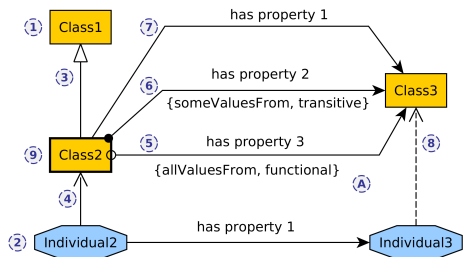 1 Class1 7 has property 1
3 6 has property 2
{someValuesFrom, transitive}
Class3
9 Class2 5 has property 3
{allValuesFrom, functional}
8
A
4
2 Individual2 has property 1 Individual3